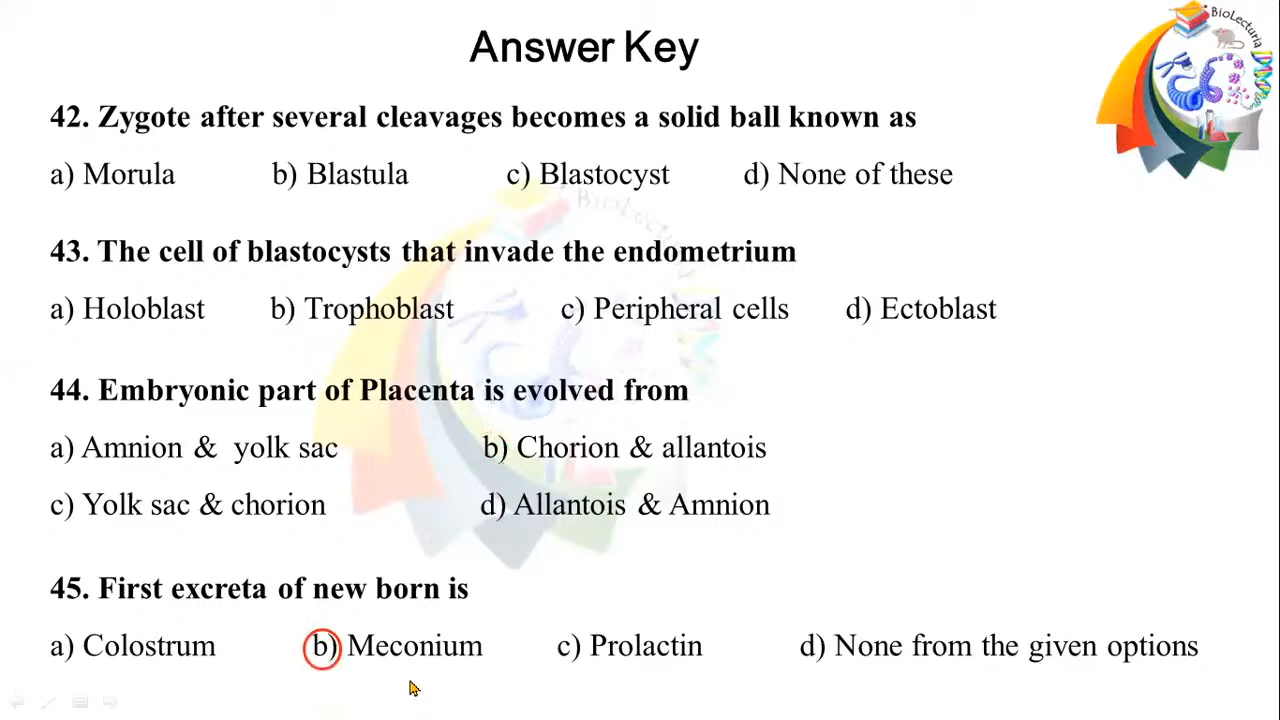 Answer Key
BioLecturia
42. Zygote after several cleavages becomes a solid ball known as
a) Morula b) Blastula c) Blastocyst d) None of these
43. The cell of blastocysts that invade the endometrium
a) Holoblast b) Trophoblast c) Peripheral cells d) Ectoblast
44. Embryonic part of Placenta is evolved from
a) Amnion & yolk sac b) Chorion & allantois
c) Yolk sac & chorion d) Allantois & Amnion
45. First excreta of new born is
a) Colostrum b) Meconium c) Prolactin d) None from the given options